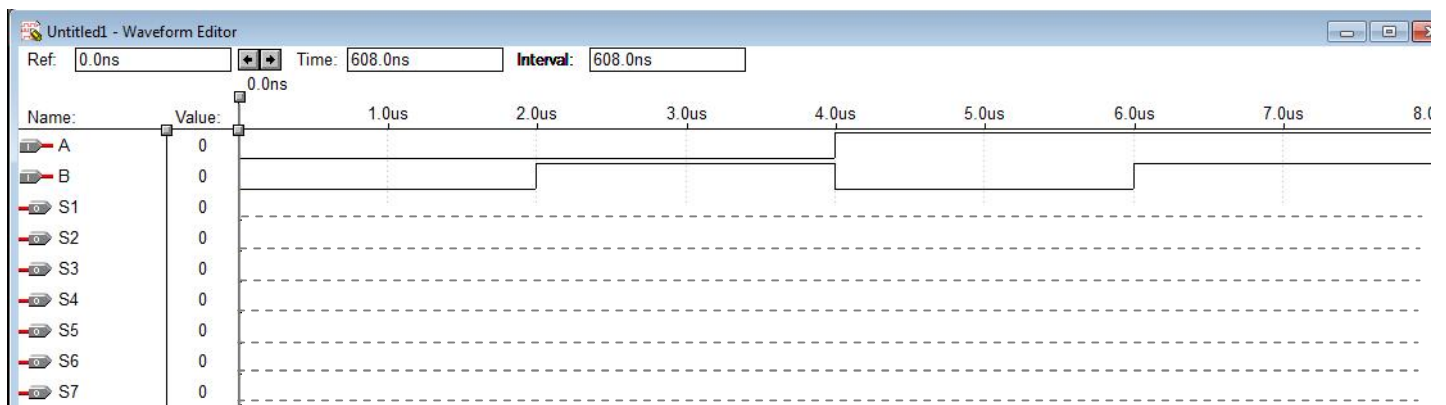 Untitled1 - Waveform Editor
Ref: 0.0ns Time: 608.0ns Interval: 608.0ns
0.0ns
Name: Value: 1.0us 2.0us 3.0us 4.0us 5.0us 6.0us 7.0us 8.0
I A 0
I B 0
O S1 0
O S2 0
O S3 0
O S4 0
O S5 0
O S6 0
O S7 0